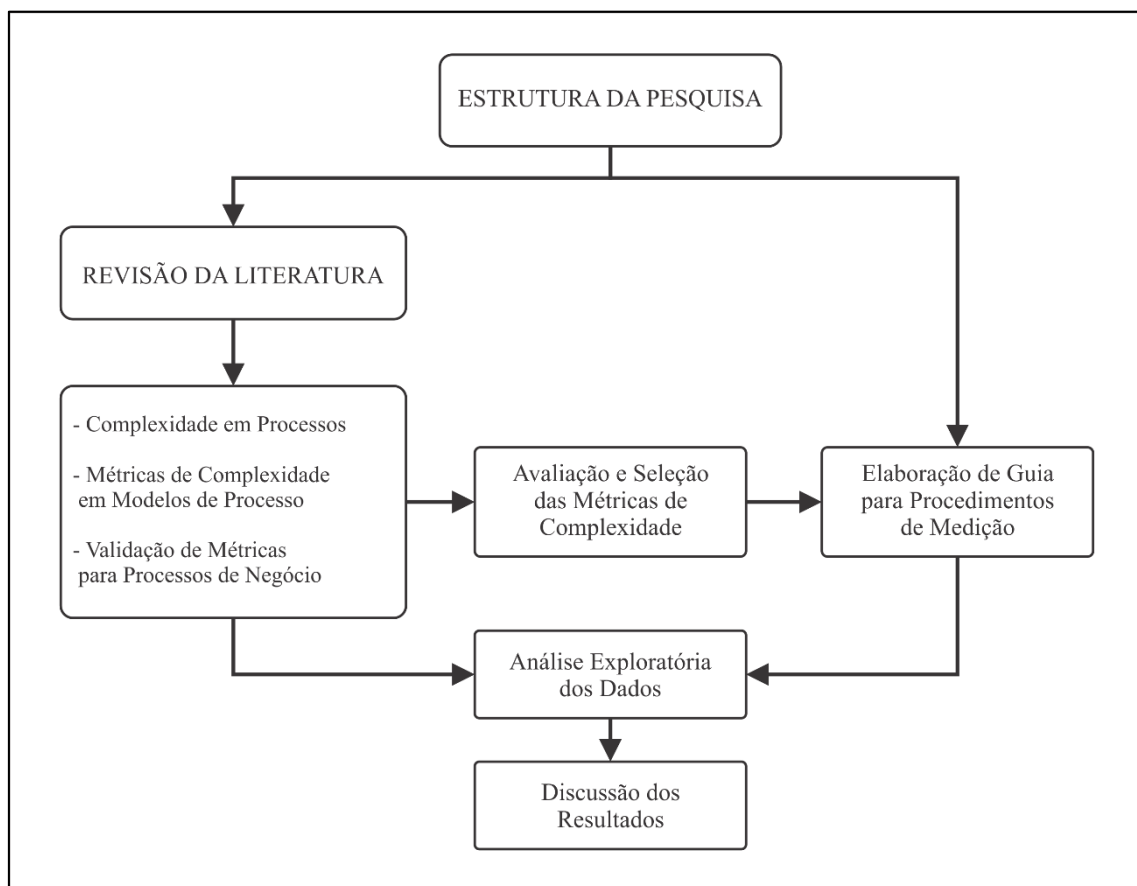 ESTRUTURA DA PESQUISA
REVISÃO DA LITERATURA
- Complexidade em Processos
- Métricas de Complexidade
em Modelos de Processo
- Validação de Métricas
para Processos de Negócio
Avaliação e Seleção
das Métricas de
Complexidade
Elaboração de Guia
para Procedimentos
de Medição
Análise Exploratória
dos Dados
Discussão dos
Resultados